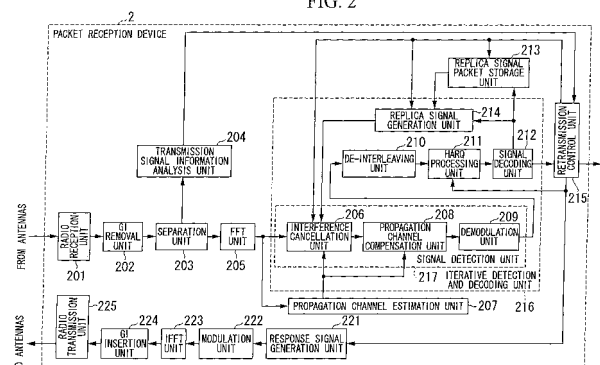 FIG. 2
2
PACKET RECEPTION DEVICE
213
REPLICA SIGNAL
PACKET STORAGE
UNIT
214
REPLICA SIGNAL
GENERATION UNIT
204
TRANSMISSION
SIGNAL INFORMATION
ANALYSIS UNIT
210
DE-INTERLEAVING
UNIT
211
HARQ
PROCESSING
UNIT
212
SIGNAL
DECODING
UNIT
RETRANSMISSION
CONTROL UNIT
215
FROM ANTENNAS
RADIO
RECEPTION
UNIT
201
GI
REMOVAL
UNIT
202
SEPARATION
UNIT
203
FFT
UNIT
205
206
INTERFERENCE
CANCELLATION
UNIT
208
PROPAGATION
CHANNEL
COMPENSATION UNIT
209
DEMODULATION
UNIT
SIGNAL DETECTION UNIT
217
ITERATIVE DETECTION
AND DECODING UNIT
216
PROPAGATION CHANNEL ESTIMATION UNIT
207
225
RADIO
TRANSMISSION
UNIT
224
GI
INSERTION
UNIT
223
IFFT
UNIT
222
MODULATION
UNIT
221
RESPONSE SIGNAL
GENERATION UNIT
ANTENNAS